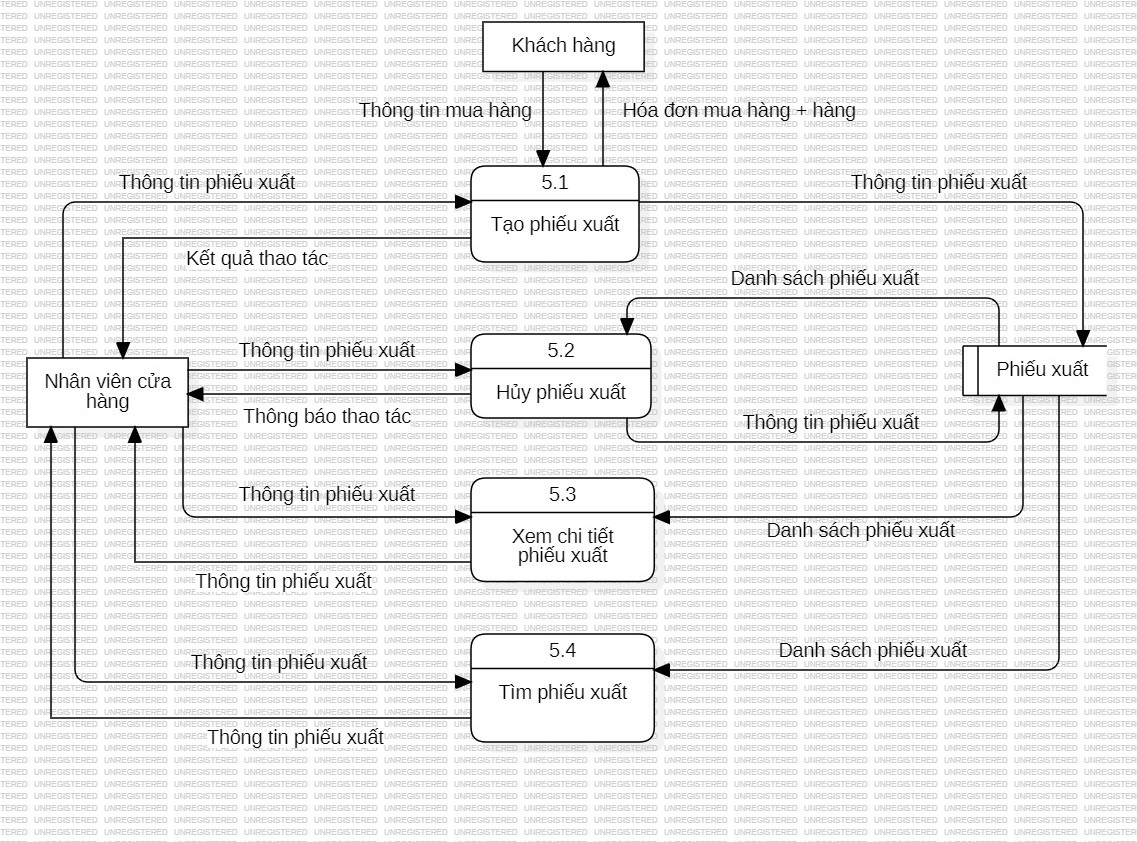 Khách hàng
Thông tin mua hàng
Hóa đơn mua hàng + hàng
Thông tin phiếu xuất
5.1
Thông tin phiếu xuất
Tạo phiếu xuất
Kết quả thao tác
Danh sách phiếu xuất
Thông tin phiếu xuất
5.2
Phiếu xuất
Nhân viên cửa
hàng
Hủy phiếu xuất
Thông báo thao tác
Thông tin phiếu xuất
Thông tin phiếu xuất
5.3
Danh sách phiếu xuất
Xem chi tiết
phiếu xuất
Thông tin phiếu xuất
5.4
Danh sách phiếu xuất
Thông tin phiếu xuất
Tìm phiếu xuất
Thông tin phiếu xuất
UNREGISTERED